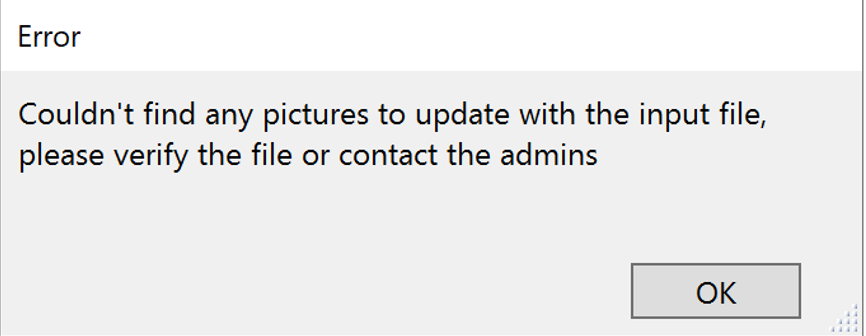 Error
Couldn't find any pictures to update with the input file,
please verify the file or contact the admins
OK